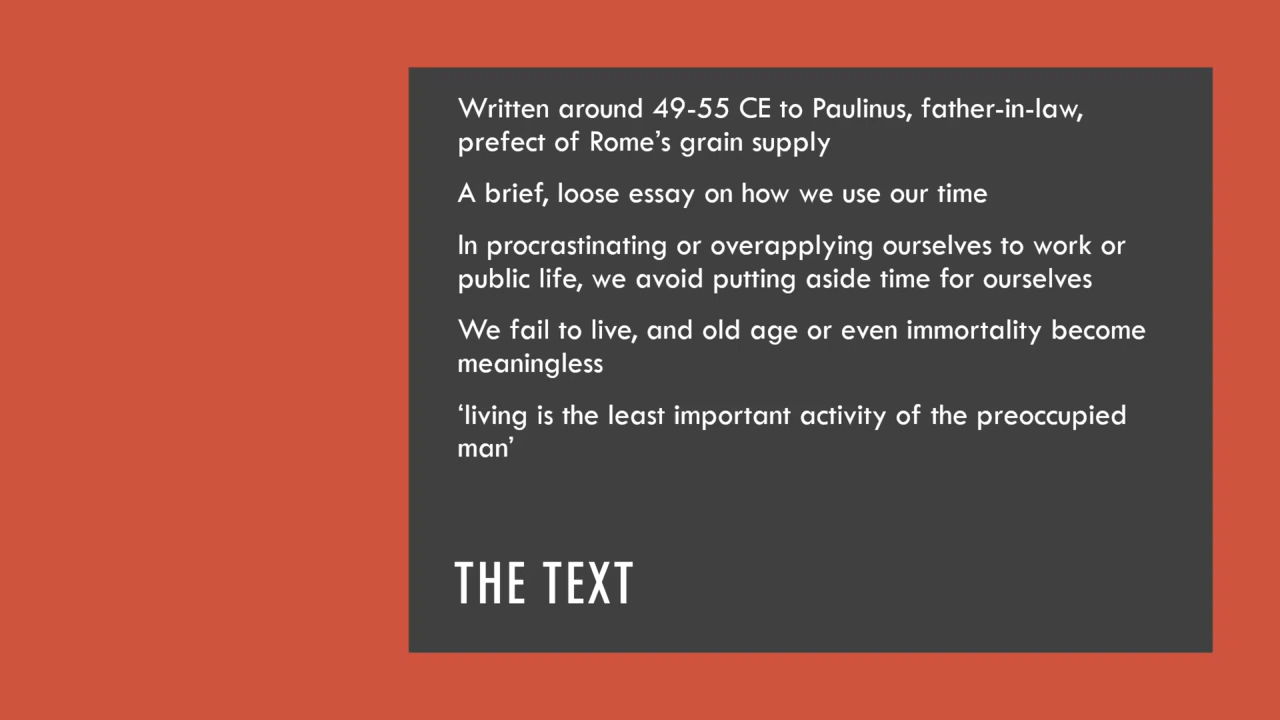 Written around 49-55 CE to Paulinus, father-in-law,
prefect of Rome’s grain supply
A brief, loose essay on how we use our time
In procrastinating or overapplying ourselves to work or
public life, we avoid putting aside time for ourselves
We fail to live, and old age or even immortality become
meaningless
‘living is the least important activity of the preoccupied
man’
THE TEXT